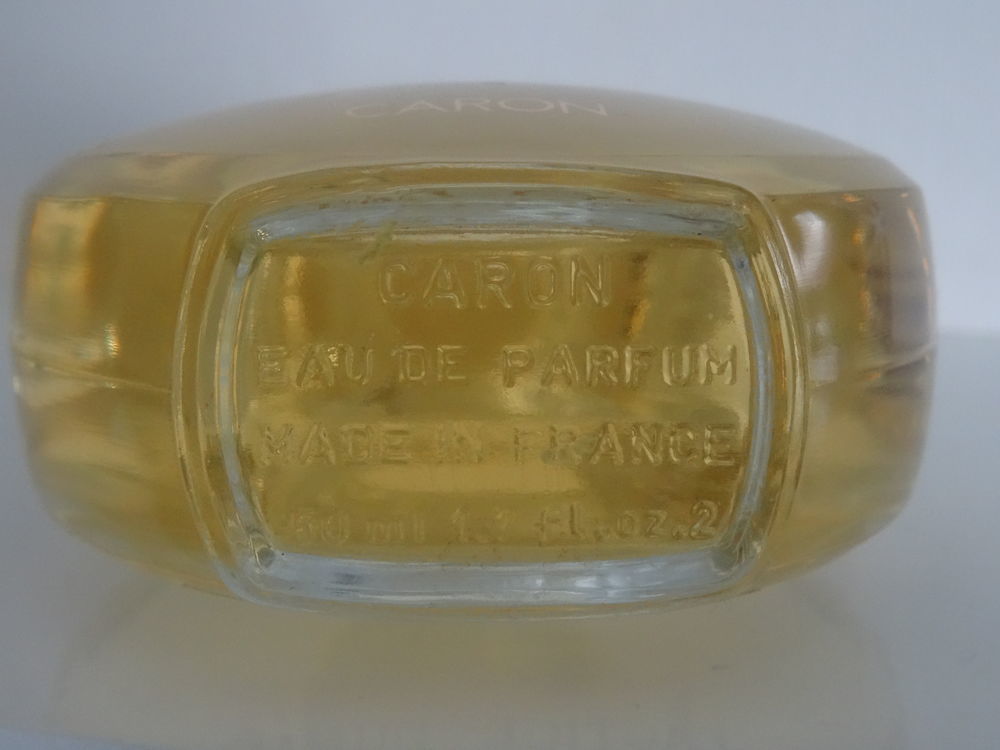 CARON
CARON
EAU DE PARFUM
MADE IN FRANCE
50 ml 1.7 fl.oz.2